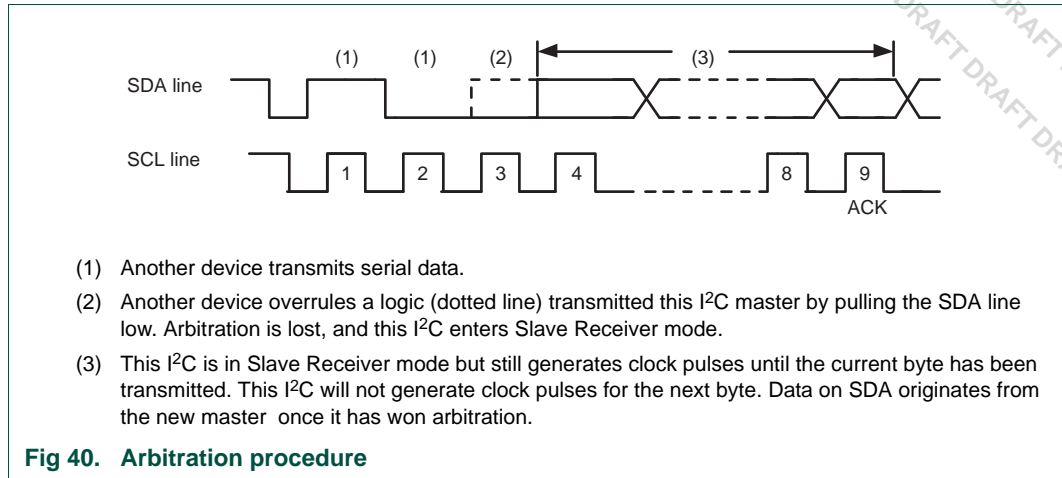 DRAFT
DRAFT DRAFT
(1) (1) (2) (3)
SDA line
SCL line
1 2 3 4 8 9
ACK
(1) Another device transmits serial data.
(2) Another device overrules a logic (dotted line) transmitted this I2C master by pulling the SDA line
low. Arbitration is lost, and this I2C enters Slave Receiver mode.
(3) This I2C is in Slave Receiver mode but still generates clock pulses until the current byte has been
transmitted. This I2C will not generate clock pulses for the next byte. Data on SDA originates from
the new master once it has won arbitration.
Fig 40. Arbitration procedure